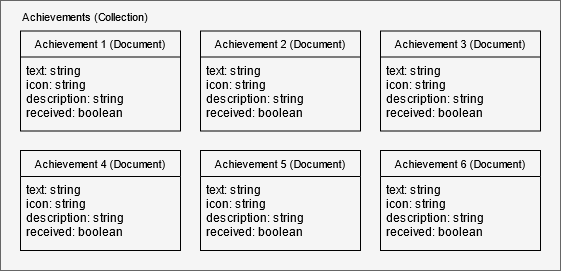 Achievements (Collection)
Achievement 1 (Document)
text: string
icon: string
description: string
received: boolean
Achievement 2 (Document)
text: string
icon: string
description: string
received: boolean
Achievement 3 (Document)
text: string
icon: string
description: string
received: boolean
Achievement 4 (Document)
text: string
icon: string
description: string
received: boolean
Achievement 5 (Document)
text: string
icon: string
description: string
received: boolean
Achievement 6 (Document)
text: string
icon: string
description: string
received: boolean